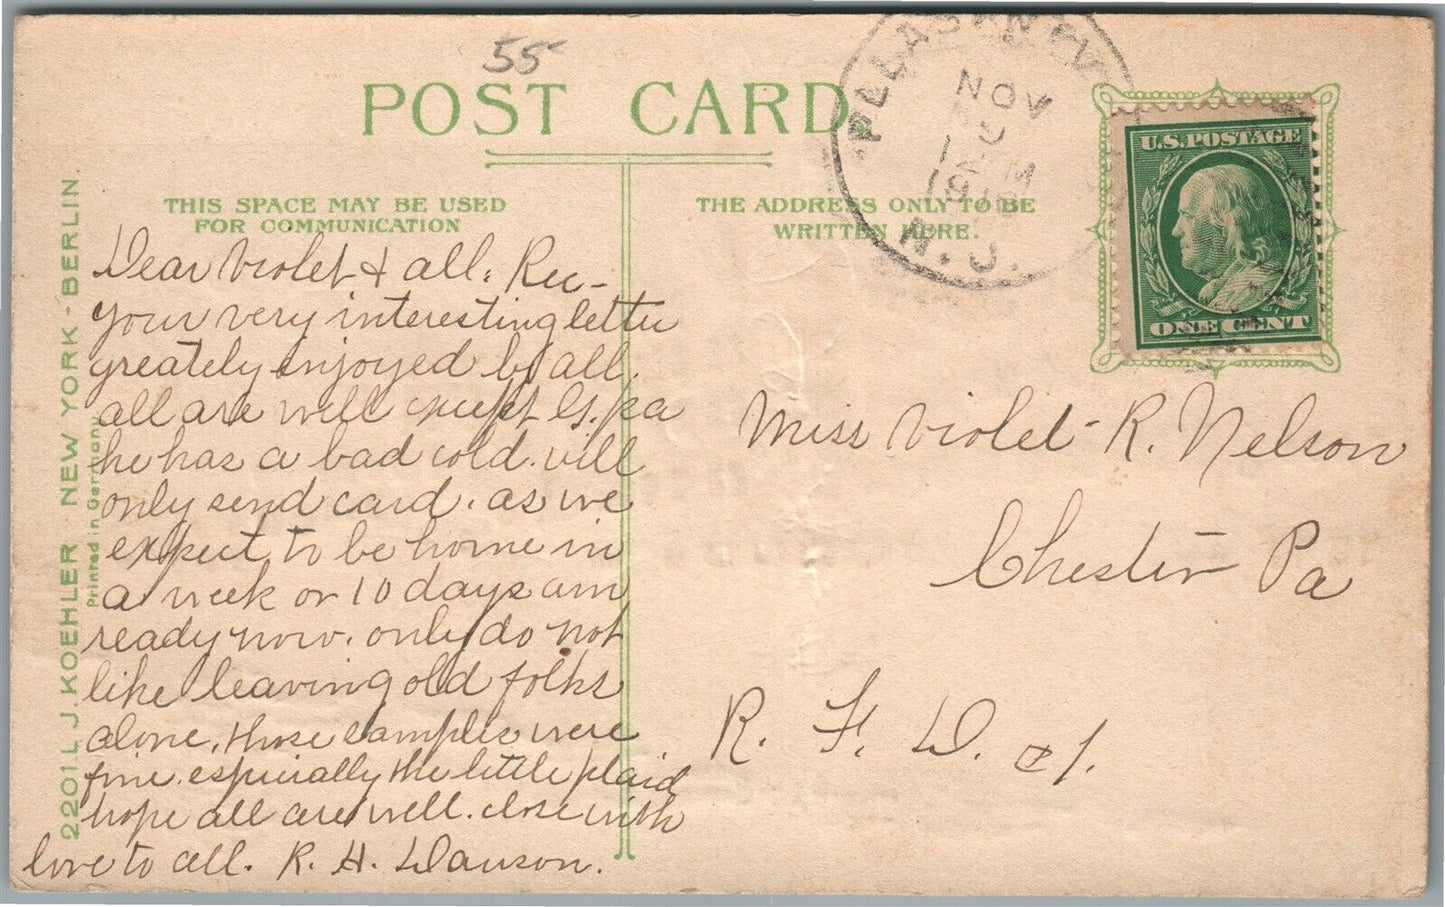 55
POST CARD.
THIS SPACE MAY BE USED
FOR COMMUNICATION
THE ADDRESS ONLY TO BE
WRITTEN HERE.
NOV
9
12 M
N.J.
U.S. POSTAGE
ONE CENT
2201 L J. KOEHLER NEW YORK - BERLIN.
Printed in Germany
Dear Violet & all: Rec-
your very interesting letter
greatly enjoyed by all.
all are well except G.pa
he has a bad cold. will
only send card. as we
expect to be home in
a week or 10 days am
ready now. only do not
like leaving old folks
alone. those samples were
fine. especially the little plaid
hope all are well. close with
love to all. R. H. Dawson.
Miss Violet R. Nelson
Chester Pa
R. F. D. #1.